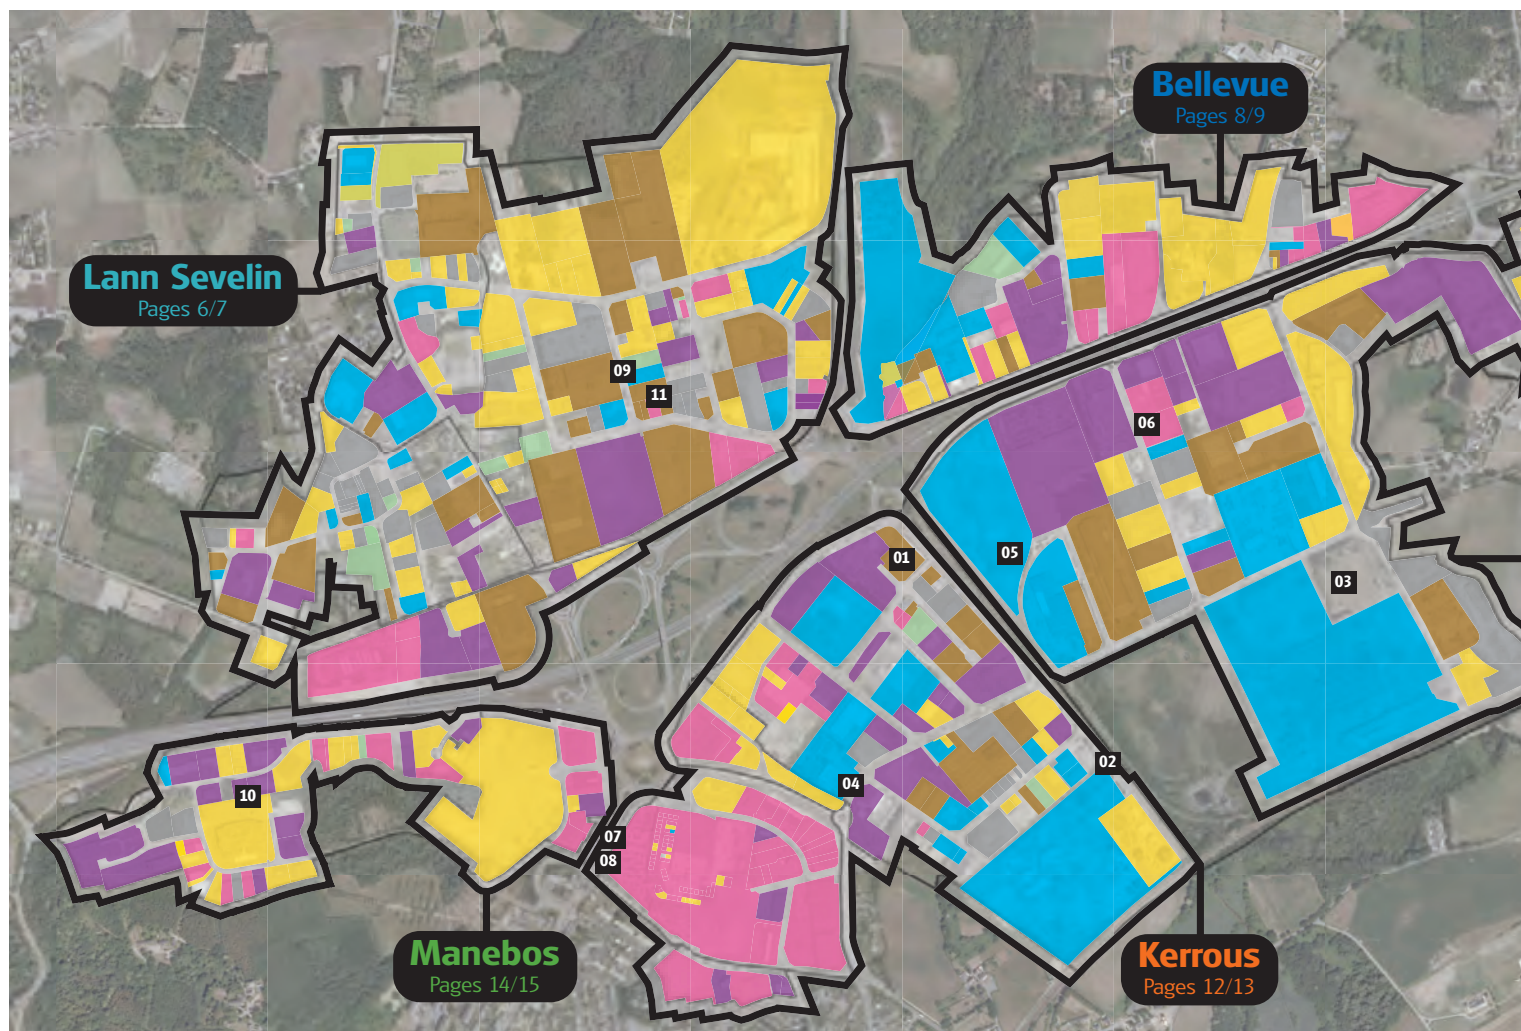 Bellevue
Pages 8/9
Lann Sevelin
Pages 6/7
09
11
06
05
01
03
02
04
10
07
08
Manebos
Pages 14/15
Kerrous
Pages 12/13